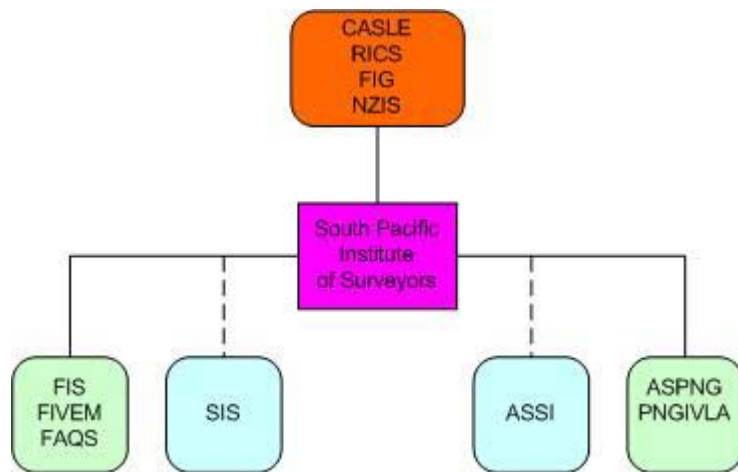 CASLE
RICS
FIG
NZIS
South Pacific
Institute
of Surveyors
FIS
FIVEM
FAQS
SIS
ASSI
ASPNG
PNGIVLA